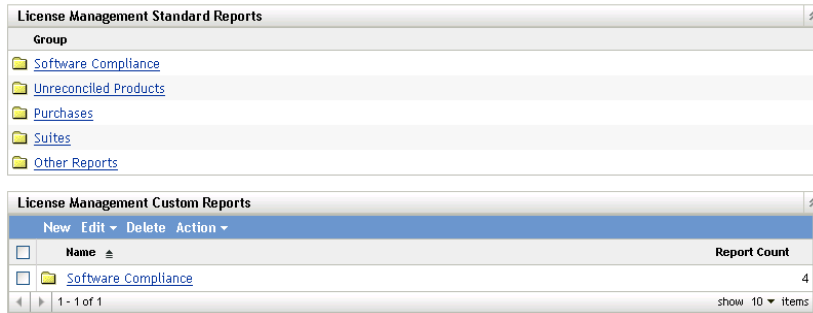 License Management Standard Reports
Group
Software Compliance
Unreconciled Products
Purchases
Suites
Other Reports
License Management Custom Reports
New Edit Delete Action
Name Report Count
Software Compliance 4
1 - 1 of 1 show 10 items